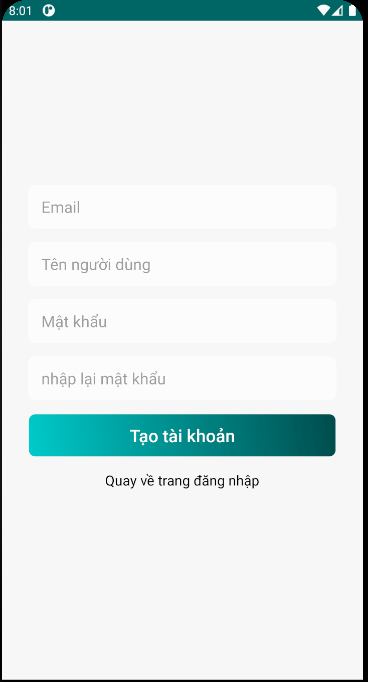 8:01
Email
Tên người dùng
Mật khẩu
nhập lại mật khẩu
Tạo tài khoản
Quay về trang đăng nhập